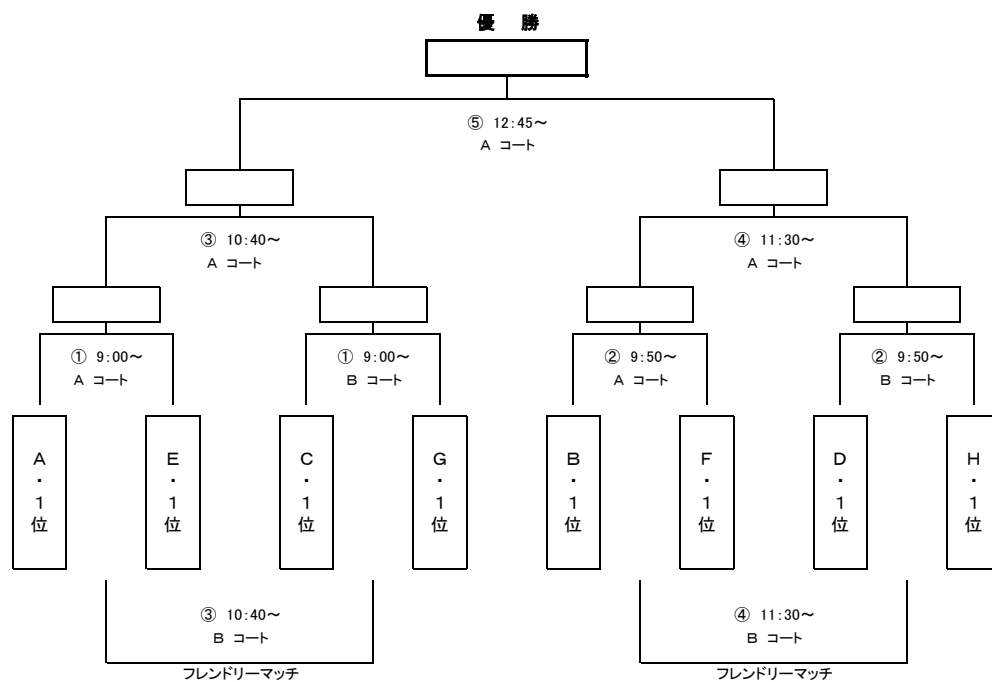 優 勝
⑤ 12:45～
A コート
③ 10:40～
A コート
④ 11:30～
A コート
① 9:00～
A コート
① 9:00～
B コート
② 9:50～
A コート
② 9:50～
B コート
A・1位
E・1位
C・1位
G・1位
B・1位
F・1位
D・1位
H・1位
③ 10:40～
B コート
④ 11:30～
B コート
フレンドリーマッチ
フレンドリーマッチ